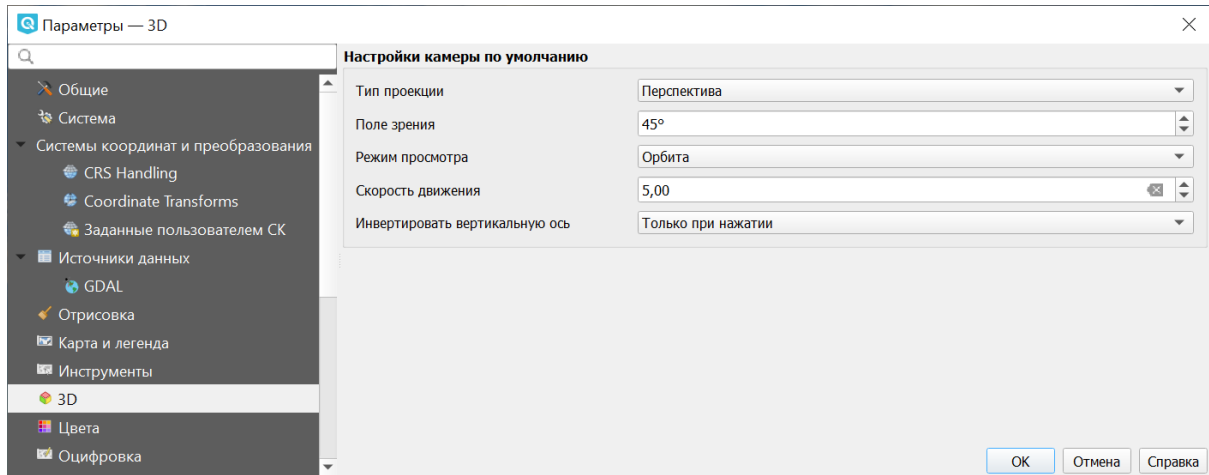 Параметры — 3D
Общие
Система
Системы координат и преобразования
CRS Handling
Coordinate Transforms
Заданные пользователем СК
Источники данных
GDAL
Отрисовка
Карта и легенда
Инструменты
3D
Цвета
Оцифровка
Настройки камеры по умолчанию
Тип проекции Перспектива
Поле зрения 45°
Режим просмотра Орбита
Скорость движения 5,00
Инвертировать вертикальную ось Только при нажатии
OK Отмена Справка